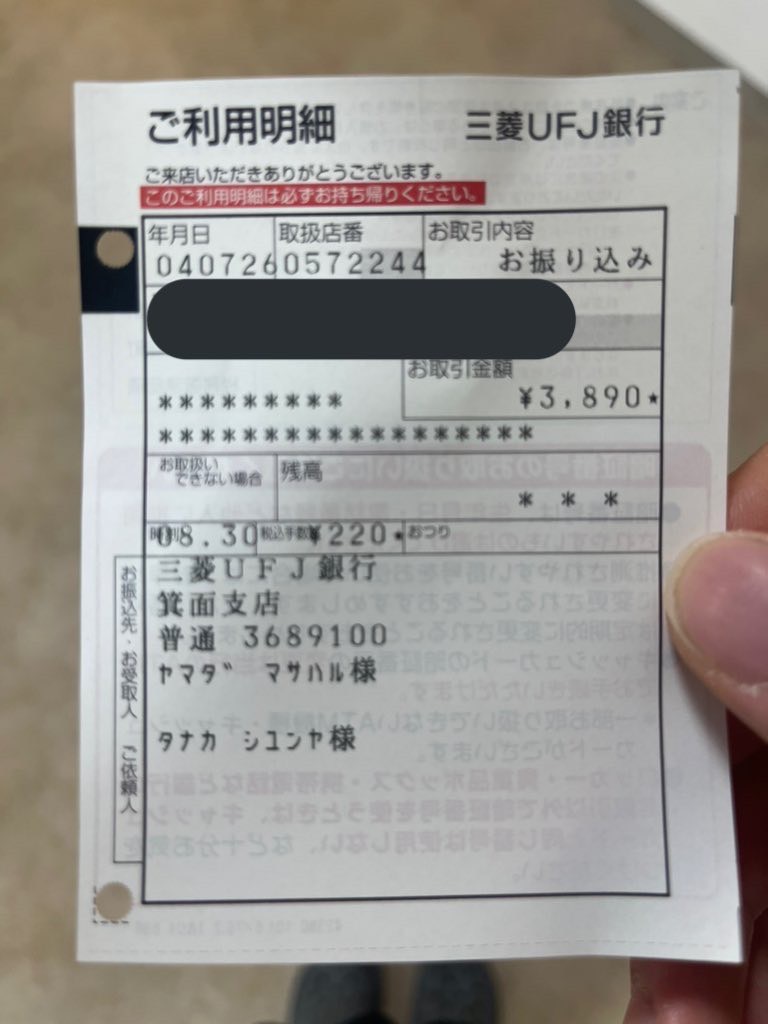 ご利用明細 三菱UFJ銀行
ご来店いただきありがとうございます。
このご利用明細は必ずお持ち帰りください。
年月日 取扱店番 お取引内容
040726 0572244 お振り込み
お取引金額
********* ¥3,890*
******************
お取扱いできない場合 残高
* * *
時刻 08.30 税込手数料 ¥220* おつり
お振込先・お受取人 ご依頼人
三菱UFJ銀行
箕面支店
普通 3689100
ヤマダ マサハル様
タナカ シユンヤ様